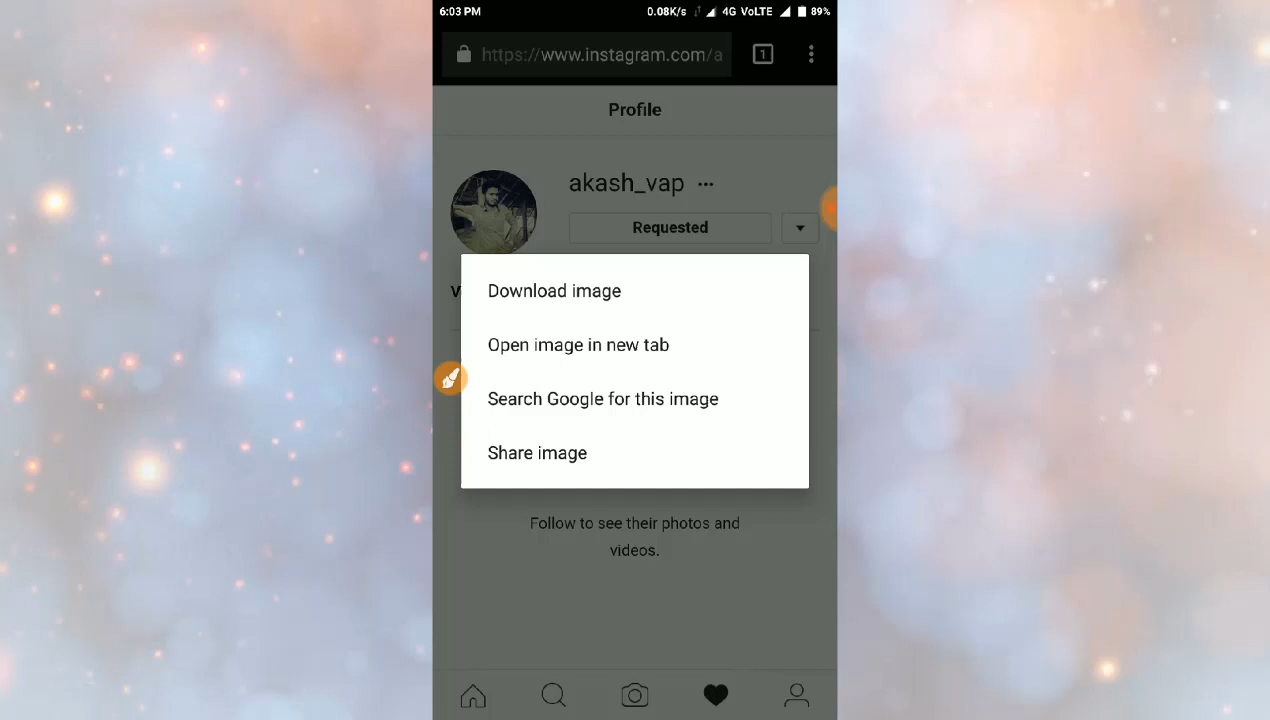 6:03 PM 0.08K/s 4G VoLTE 89%
https://www.instagram.com/a 1
Profile
akash_vap ...
Requested
Download image
Open image in new tab
Search Google for this image
Share image
Follow to see their photos and
videos.